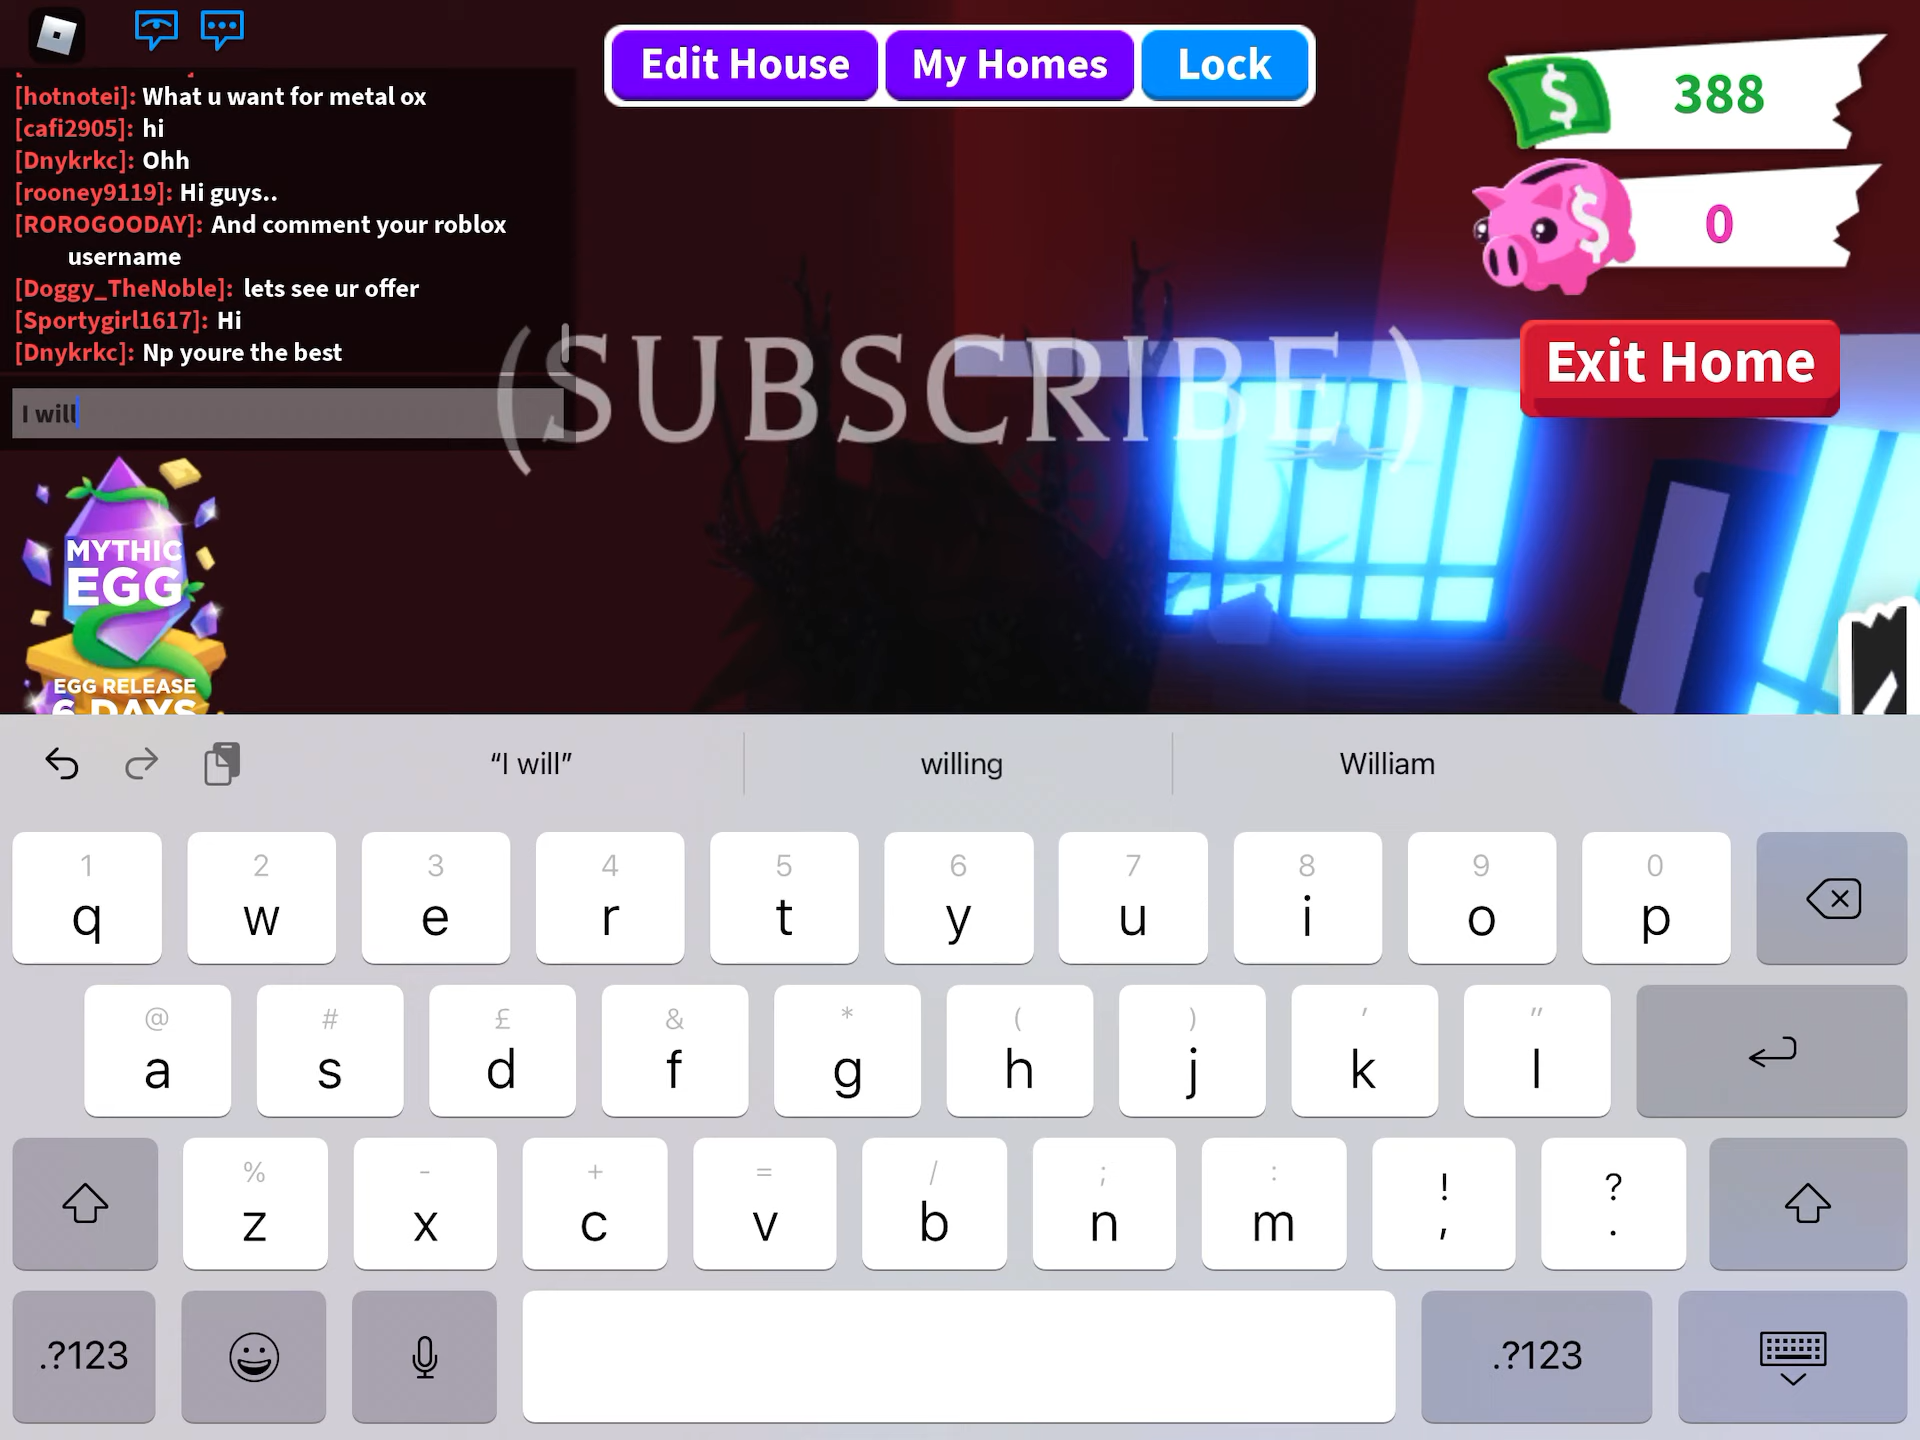 Edit House My Homes Lock
388
0
[hotnotei]: What u want for metal ox
[cafi2905]: hi
[Dnykrkc]: Ohh
[rooney9119]: Hi guys..
[ROROGOODAY]: And comment your roblox
username
[Doggy_TheNoble]: lets see ur offer
[Sportygirl1617]: Hi
[Dnykrkc]: Np youre the best
I will
(SUBSCRIBE)
Exit Home
MYTHIC
EGG
EGG RELEASE
6 DAYS
“I will” willing William
1 2 3 4 5 6 7 8 9 0
q w e r t y u i o p
@ # £ & * ( ) ' "
a s d f g h j k l
% - + = / ; : ! ?
z x c v b n m , .
.?123 .?123